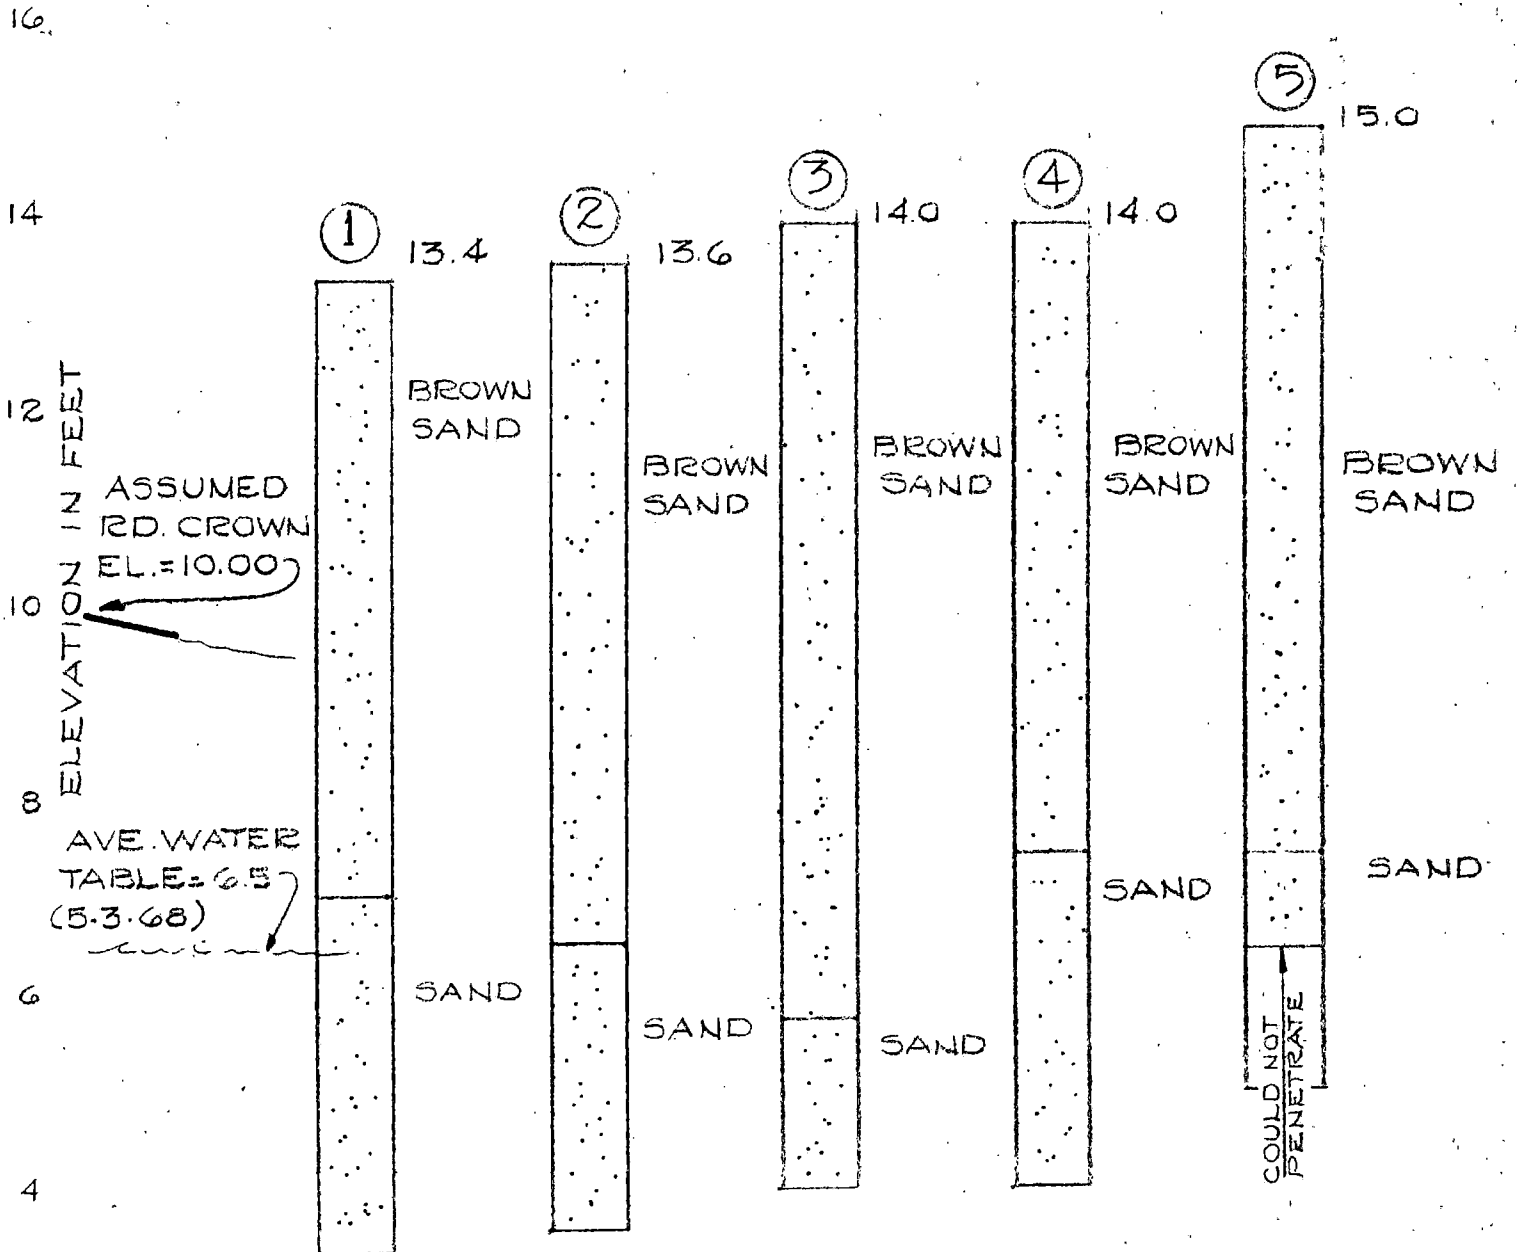 16
14
12
10
8
6
4
ELEVATION IN FEET
ASSUMED
RD. CROWN
EL.=10.00
AVE. WATER
TABLE=6.5
(5.3.68)
1
13.4
BROWN
SAND
SAND
2
13.6
BROWN
SAND
SAND
3
14.0
BROWN
SAND
SAND
4
14.0
BROWN
SAND
SAND
5
15.0
BROWN
SAND
SAND
COULD NOT
PENETRATE